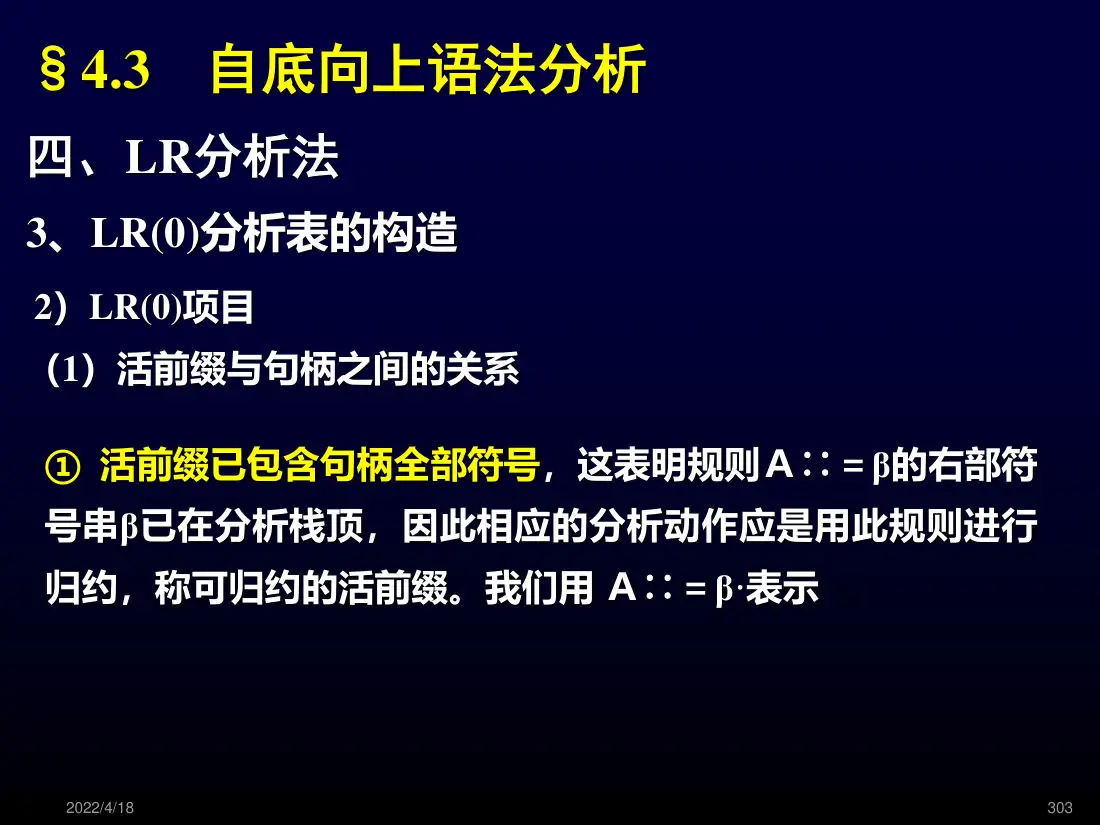 §4.3 自底向上语法分析
四、LR分析法
3、LR(0)分析表的构造
2）LR(0)项目
（1）活前缀与句柄之间的关系
① 活前缀已包含句柄全部符号，这表明规则A∷=β的右部符
号串β已在分析栈顶，因此相应的分析动作应是用此规则进行
归约，称可归约的活前缀。我们用 A∷=β·表示
2022/4/18
303